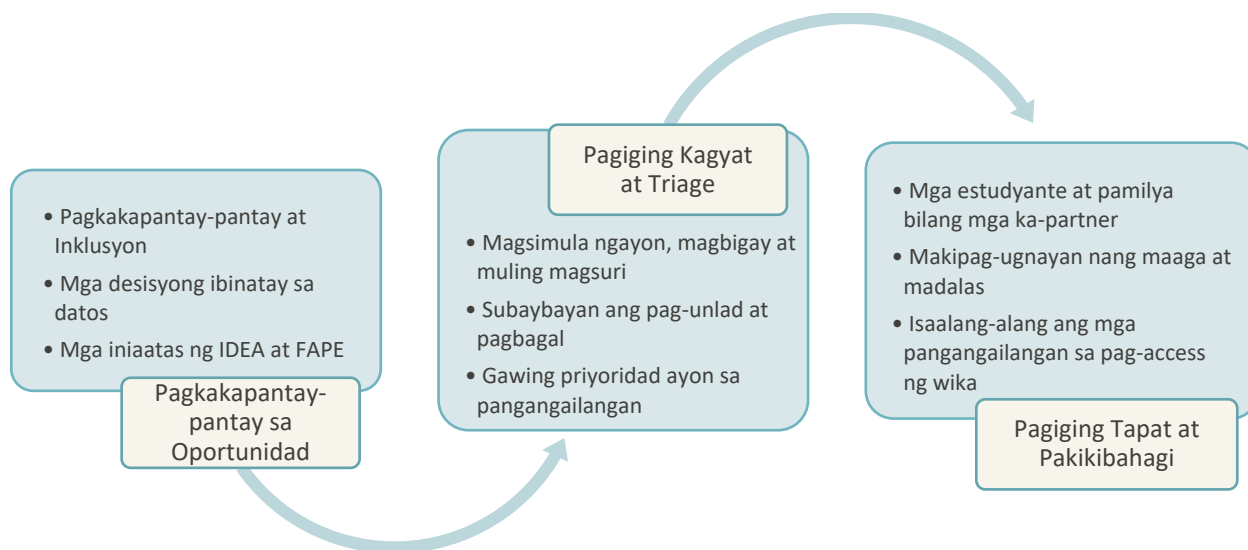 • Pagkakapantay-pantay at
Inklusyon
• Mga desisyong ibinatay sa
datos
• Mga iniaatas ng IDEA at FAPE
Pagkakapantay-
pantay sa
Oportunidad
Pagiging Kagyat
at Triage
• Magsimula ngayon, magbigay at
muling magsuri
• Subaybayan ang pag-unlad at
pagbagal
• Gawing priyoridad ayon sa
pangangailangan
• Mga estudyante at pamilya
bilang mga ka-partner
• Makipag-ugnayan nang maaga at
madalas
• Isaalang-alang ang mga
pangangailangan sa pag-access
ng wika
Pagiging Tapat at
Pakikibahagi